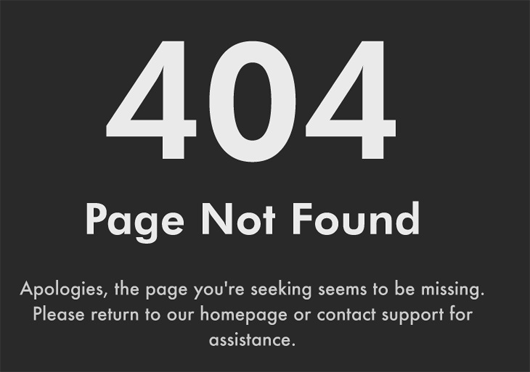 404
Page Not Found
Apologies, the page you're seeking seems to be missing.
Please return to our homepage or contact support for
assistance.